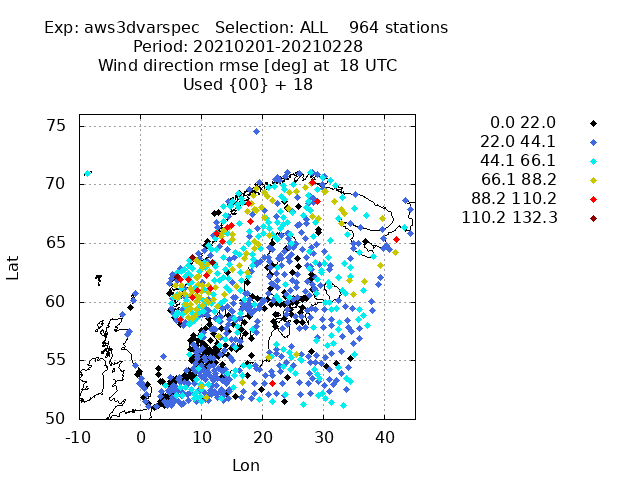 Exp: aws3dvarspec   Selection: ALL    964 stations
Period: 20210201-20210228
Wind direction rmse [deg] at  18 UTC
Used {00} + 18
0.0 22.0
22.0 44.1
44.1 66.1
66.1 88.2
88.2 110.2
110.2 132.3
75
70
65
60
55
50
Lat
-10 0 10 20 30 40
Lon